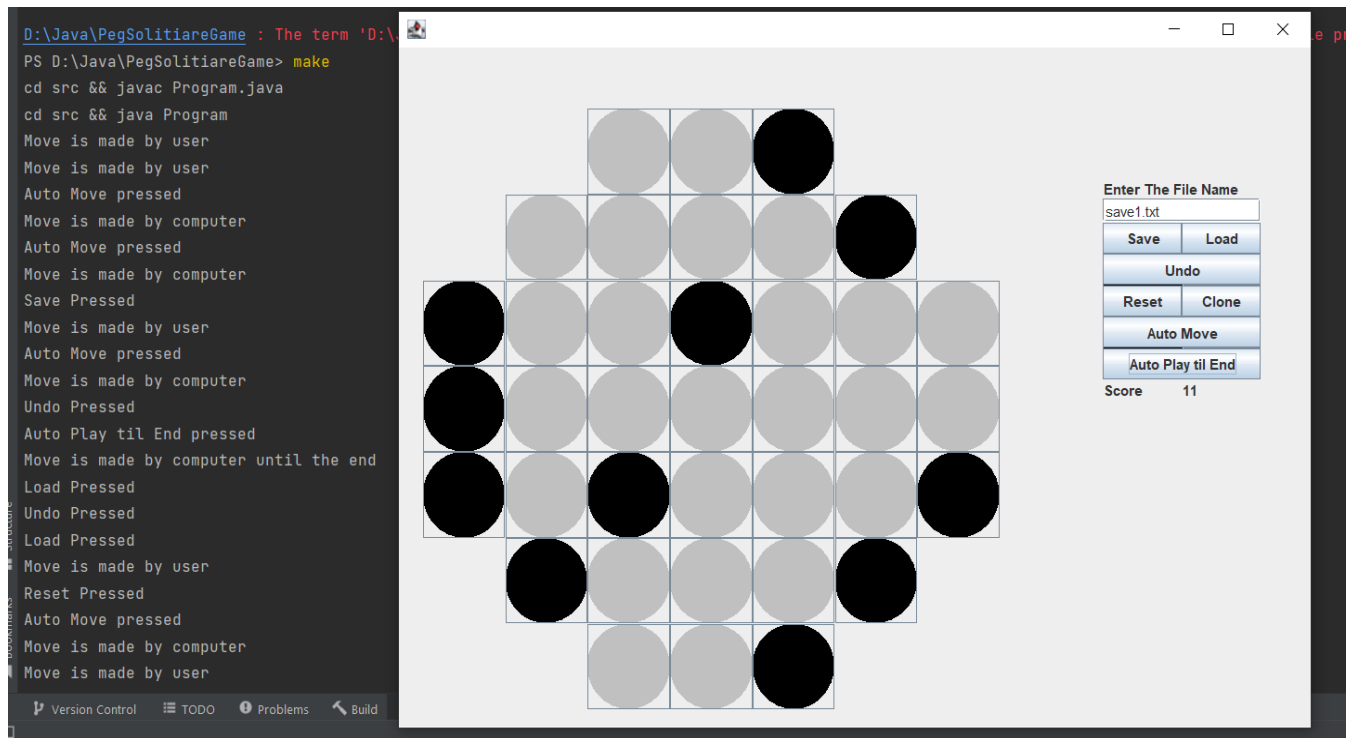 D:\Java\PegSolitiareGame : The term 'D:\
PS D:\Java\PegSolitiareGame> make
cd src && javac Program.java
cd src && java Program
Move is made by user
Move is made by user
Auto Move pressed
Move is made by computer
Auto Move pressed
Move is made by computer
Save Pressed
Move is made by user
Auto Move pressed
Move is made by computer
Undo Pressed
Auto Play til End pressed
Move is made by computer until the end
Load Pressed
Undo Pressed
Load Pressed
Move is made by user
Reset Pressed
Auto Move pressed
Move is made by computer
Move is made by user
Structure
Bookmarks
Version Control TODO Problems Build
Enter The File Name
save1.txt
Save Load
Undo
Reset Clone
Auto Move
Auto Play til End
Score 11